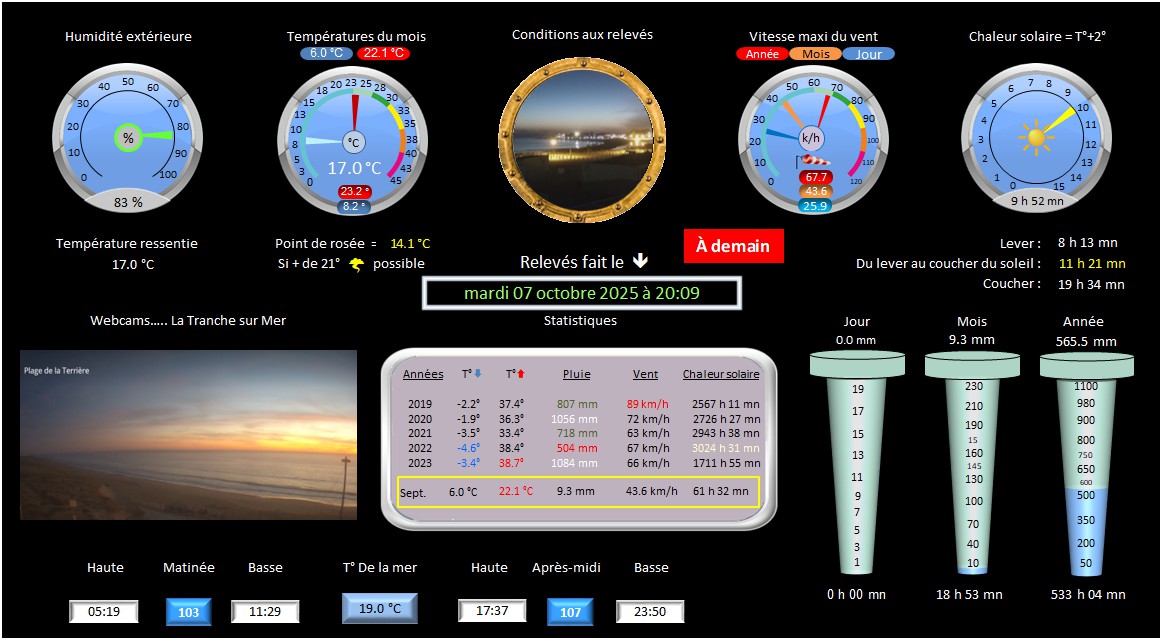 Humidité extérieure
0 10 20 30 40 50 60 70 80 90 100
%
83 %
Températures du mois
6.0 °C 22.1 °C
0 3 5 8 10 13 15 18 20 23 25 28 30 33 35 38 40 43 45
°C
17.0 °C
23.2 °
8.2 °
Conditions aux relevés
Vitesse maxi du vent
Année Mois Jour
0 10 20 30 40 50 60 70 80 90 100 110 120
k/h
67.7
43.6
25.9
Chaleur solaire = T°+2°
0 1 2 3 4 5 6 7 8 9 10 11 12 13 14 15
9 h 52 mn
Température ressentie
17.0 °C
Point de rosée = 14.1 °C
Si + de 21° possible
À demain
Relevés fait le
mardi 07 octobre 2025 à 20:09
Lever : 8 h 13 mn
Du lever au coucher du soleil : 11 h 21 mn
Coucher : 19 h 34 mn
Webcams..... La Tranche sur Mer
Plage de la Terrière
Statistiques
Années T° T° Pluie Vent Chaleur solaire
2019 -2.2° 37.4° 807 mm 89 km/h 2567 h 11 mn
2020 -1.9° 36.3° 1056 mm 72 km/h 2726 h 27 mn
2021 -3.5° 33.4° 718 mm 63 km/h 2943 h 38 mn
2022 -4.6° 38.4° 504 mm 67 km/h 3024 h 31 mn
2023 -3.4° 38.7° 1084 mm 66 km/h 1711 h 55 mn
Sept. 6.0 °C 22.1 °C 9.3 mm 43.6 km/h 61 h 32 mn
Jour
0.0 mm
19
17
15
13
11
9
7
5
3
1
0 h 00 mn
Mois
9.3 mm
230
210
190
15
160
145
130
100
70
40
10
18 h 53 mn
Année
565.5 mm
1100
980
900
800
750
650
600
500
350
200
50
533 h 04 mn
Haute Matinée Basse T° De la mer Haute Après-midi Basse
05:19 103 11:29 19.0 °C 17:37 107 23:50